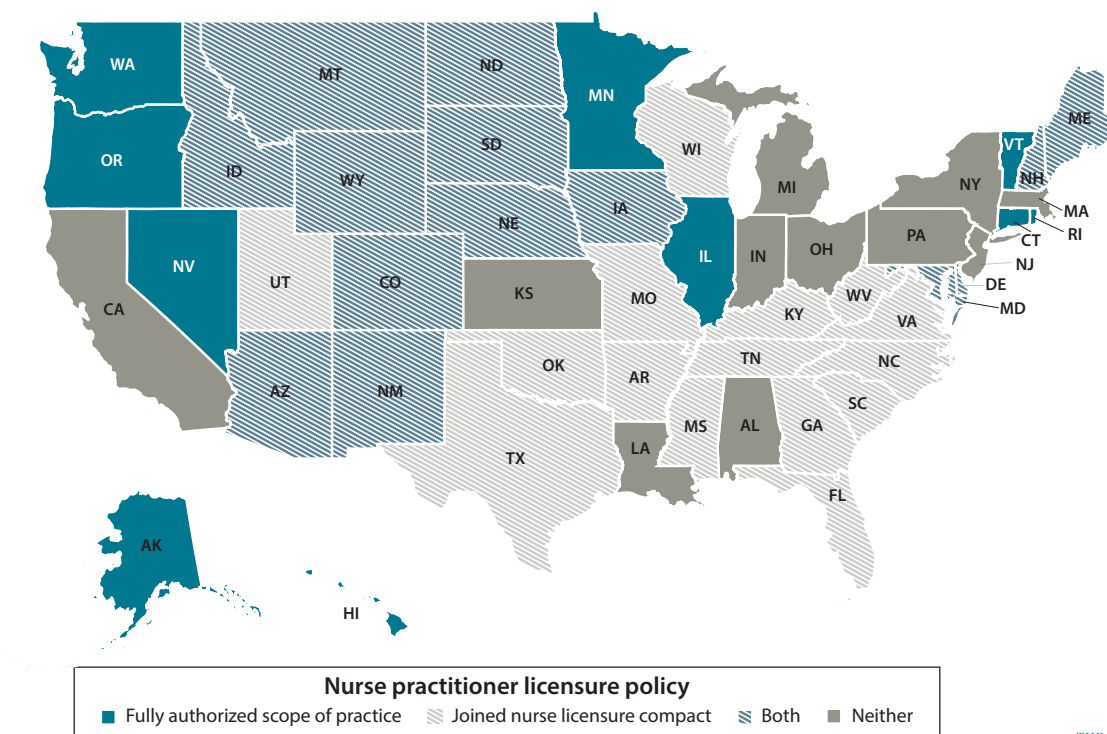 WA
MT
ND
MN
ME
VT
OR
ID
SD
WI
NH
WY
MI
NY
MA
IA
NE
RI
PA
CT
NV
IL
IN
OH
NJ
UT
CO
DE
KS
MO
WV
MD
CA
KY
VA
TN
NC
OK
AR
AZ
NM
SC
MS
AL
GA
LA
TX
FL
AK
HI
Nurse practitioner licensure policy
Fully authorized scope of practice Joined nurse licensure compact Both Neither